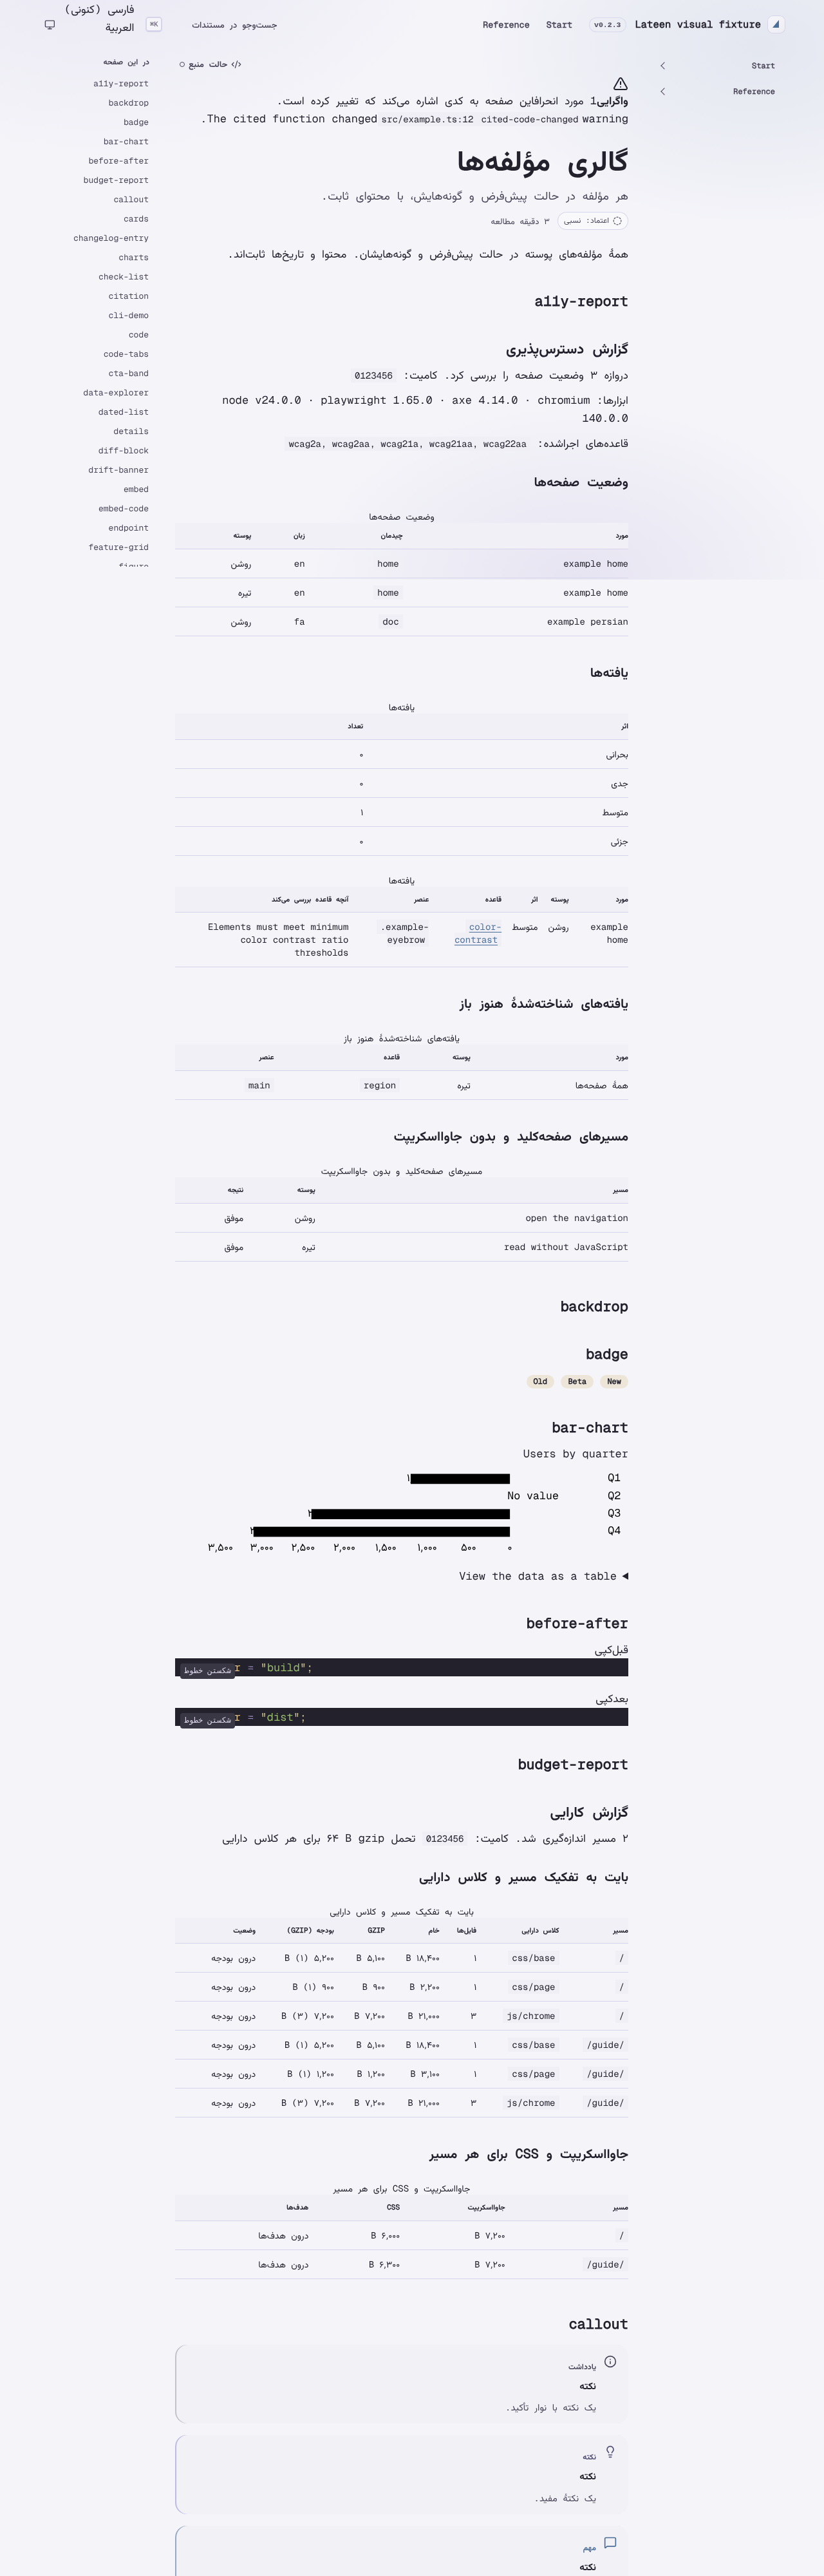 Lateen visual fixture
v0.2.3
Start
Reference
جست‌وجو در مستندات
⌘K
فارسی (کنونی)
العربية
Start
Reference
در این صفحه
a11y-report
backdrop
badge
bar-chart
before-after
budget-report
callout
cards
changelog-entry
charts
check-list
citation
cli-demo
code
code-tabs
cta-band
data-explorer
dated-list
details
diff-block
drift-banner
embed
embed-code
endpoint
feature-grid
حالت منبع
واگرایی1 مورد انحرافاین صفحه به کدی اشاره می‌کند که تغییر کرده است.
warning cited-code-changed src/example.ts:12 The cited function changed.
گالری مؤلفه‌ها
هر مؤلفه در حالت پیش‌فرض و گونه‌هایش، با محتوای ثابت.
اعتماد: نسبی
۳ دقیقه مطالعه
همهٔ مؤلفه‌های پوسته در حالت پیش‌فرض و گونه‌هایشان. محتوا و تاریخ‌ها ثابت‌اند.
a11y-report
گزارش دسترس‌پذیری
دروازه ۳ وضعیت صفحه را بررسی کرد. کامیت: 0123456
ابزارها: node v24.0.0 · playwright 1.65.0 · axe 4.14.0 · chromium
140.0.0
قاعده‌های اجراشده: wcag2a, wcag2aa, wcag21a, wcag21aa, wcag22aa
وضعیت صفحه‌ها
وضعیت صفحه‌ها
مورد چیدمان زبان پوسته
example home home en روشن
example home home en تیره
example persian doc fa روشن
یافته‌ها
یافته‌ها
اثر تعداد
بحرانی ۰
جدی ۰
متوسط ۱
جزئی ۰
یافته‌ها
مورد پوسته اثر قاعده عنصر آنچه قاعده بررسی می‌کند
example home روشن متوسط color-contrast .example-eyebrow Elements must meet minimum color contrast ratio thresholds
یافته‌های شناخته‌شدهٔ هنوز باز
یافته‌های شناخته‌شدهٔ هنوز باز
مورد پوسته قاعده عنصر
همهٔ صفحه‌ها تیره region main
مسیرهای صفحه‌کلید و بدون جاوااسکریپت
مسیرهای صفحه‌کلید و بدون جاوااسکریپت
مسیر پوسته نتیجه
open the navigation روشن موفق
read without JavaScript تیره موفق
backdrop
badge
New Beta Old
bar-chart
Users by quarter
Q1
Q2 No value
Q3
Q4
۰ ۵۰۰ ۱,۰۰۰ ۱,۵۰۰ ۲,۰۰۰ ۲,۵۰۰ ۳,۰۰۰ ۳,۵۰۰
View the data as a table
before-after
قبل‌کپی
r = "build";
شکستن خطوط
بعدکپی
r = "dist";
شکستن خطوط
budget-report
گزارش کارایی
۲ مسیر اندازه‌گیری شد. کامیت: 0123456 تحمل ۶۴ B gzip برای هر کلاس دارایی
بایت به تفکیک مسیر و کلاس دارایی
بایت به تفکیک مسیر و کلاس دارایی
مسیر کلاس دارایی فایل‌ها خام GZIP بودجه (GZIP) وضعیت
/ css/base ۱ ۱۸,۴۰۰ B ۵,۱۰۰ B ۵,۲۰۰ B (۱) درون بودجه
/ css/page ۱ ۲,۲۰۰ B ۹۰۰ B ۹۰۰ B (۱) درون بودجه
/ js/chrome ۳ ۲۱,۰۰۰ B ۷,۲۰۰ B ۷,۲۰۰ B (۳) درون بودجه
/guide/ css/base ۱ ۱۸,۴۰۰ B ۵,۱۰۰ B ۵,۲۰۰ B (۱) درون بودجه
/guide/ css/page ۱ ۳,۱۰۰ B ۱,۲۰۰ B ۱,۲۰۰ B (۱) درون بودجه
/guide/ js/chrome ۳ ۲۱,۰۰۰ B ۷,۲۰۰ B ۷,۲۰۰ B (۳) درون بودجه
جاوااسکریپت و CSS برای هر مسیر
جاوااسکریپت و CSS برای هر مسیر
مسیر جاوااسکریپت CSS هدف‌ها
/ ۷,۲۰۰ B ۶,۰۰۰ B درون هدف‌ها
/guide/ ۷,۲۰۰ B ۶,۳۰۰ B درون هدف‌ها
callout
یادداشت
نکته
یک نکته با نوار تأکید.
نکته
نکته
یک نکتهٔ مفید.
مهم
نکته